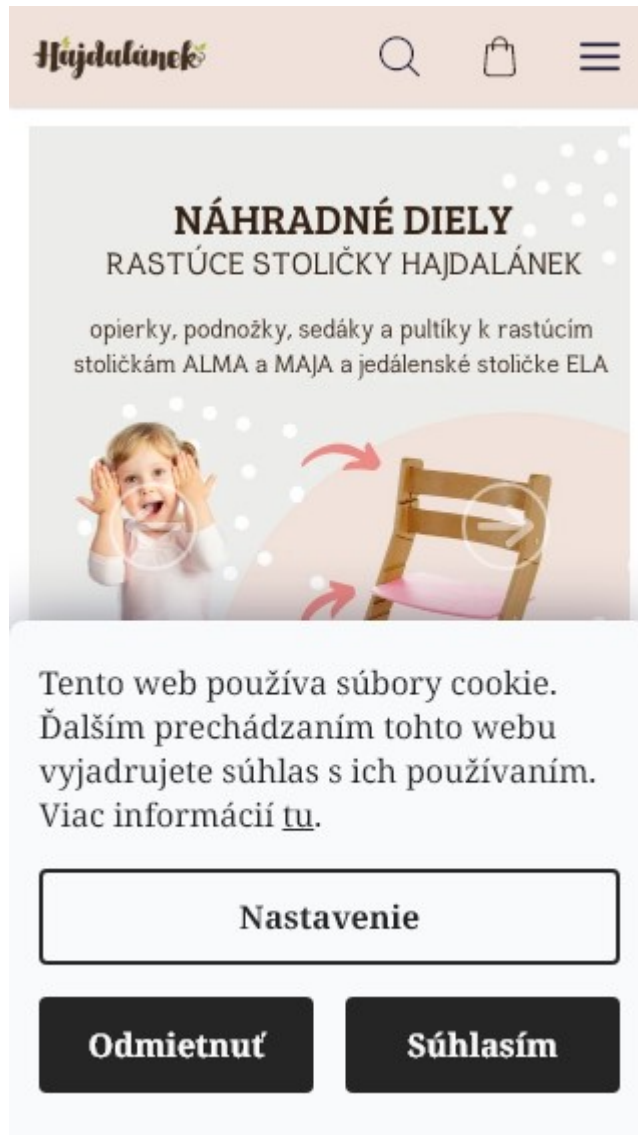 Hajdalánek
NÁHRADNÉ DIELY
RASTÚCE STOLIČKY HAJDALÁNEK
opierky, podnožky, sedáky a pultíky k rastúcím
stoličkám ALMA a MAJA a jedálenské stoličke ELA
Tento web používa súbory cookie.
Ďalším prechádzaním tohto webu
vyjadrujete súhlas s ich používaním.
Viac informácií tu.
Nastavenie
Odmietnuť
Súhlasím